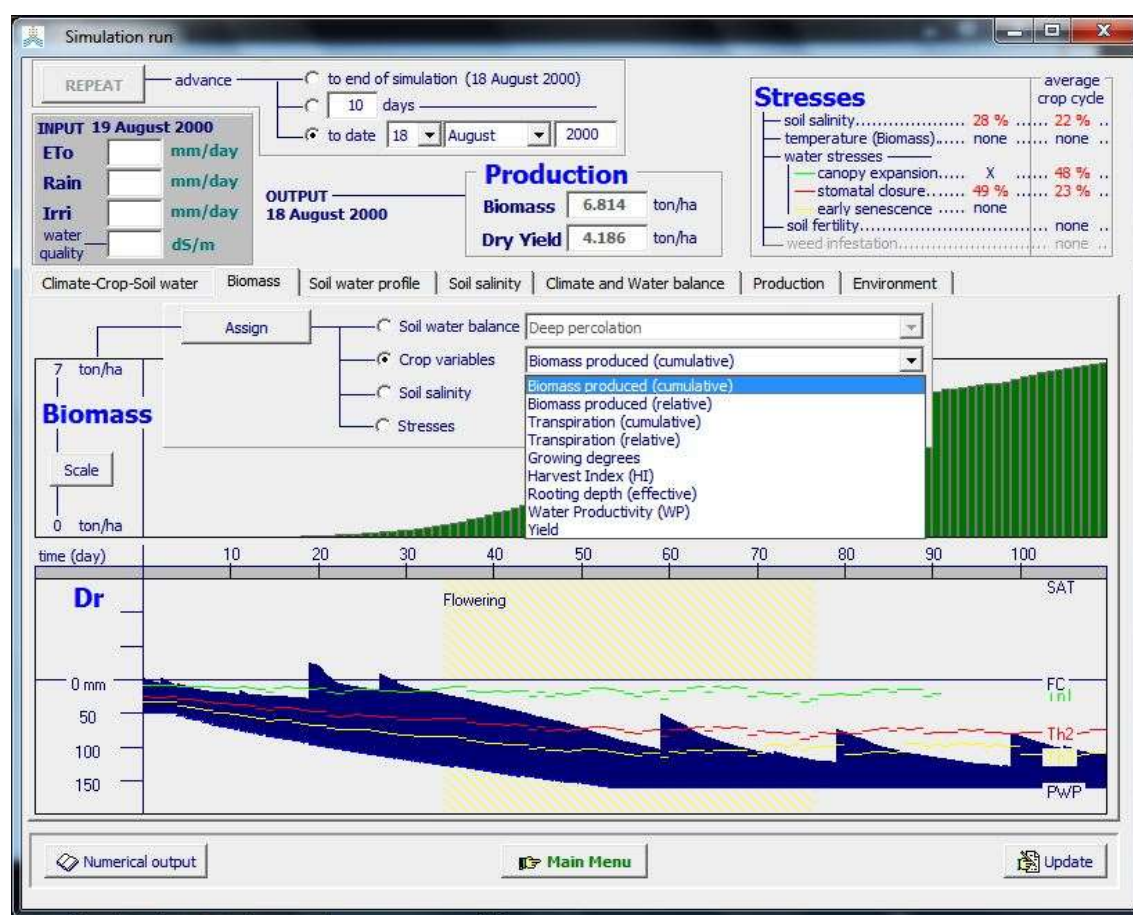 Simulation run
REPEAT
advance
to end of simulation (18 August 2000)
10 days
to date 18 August 2000
INPUT 19 August 2000
ETo mm/day
Rain mm/day
Irri mm/day
water
quality dS/m
OUTPUT
18 August 2000
Production
Biomass 6.814 ton/ha
Dry Yield 4.186 ton/ha
Stresses
average
crop cycle
soil salinity................... 28 % ...... 22 % ..
temperature (Biomass)..... none ...... none ..
water stresses
canopy expansion..... X ...... 48 % ..
stomatal closure....... 49 % ...... 23 % ..
early senescence ..... none
soil fertility.......................................... none ..
weed infestation.................................. none ..
Climate-Crop-Soil water Biomass Soil water profile Soil salinity Climate and Water balance Production Environment
Assign
Soil water balance Deep percolation
Crop variables Biomass produced (cumulative)
Soil salinity
Stresses
Biomass produced (cumulative)
Biomass produced (relative)
Transpiration (cumulative)
Transpiration (relative)
Growing degrees
Harvest Index (HI)
Rooting depth (effective)
Water Productivity (WP)
Yield
7 ton/ha
Biomass
Scale
0 ton/ha
time (day) 10 20 30 40 50 60 70 80 90 100
Dr
Flowering
SAT
0 mm
FC
50
Th2
100
150
PWP
Numerical output
Main Menu
Update